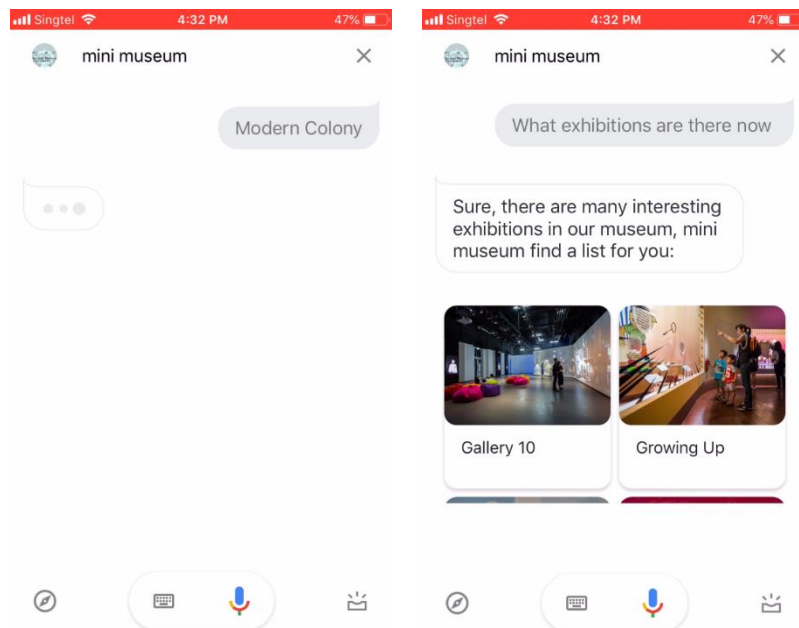 Singtel 4:32 PM 47%
mini museum
Modern Colony
Singtel 4:32 PM 47%
mini museum
What exhibitions are there now
Sure, there are many interesting
exhibitions in our museum, mini
museum find a list for you:
Gallery 10
Growing Up